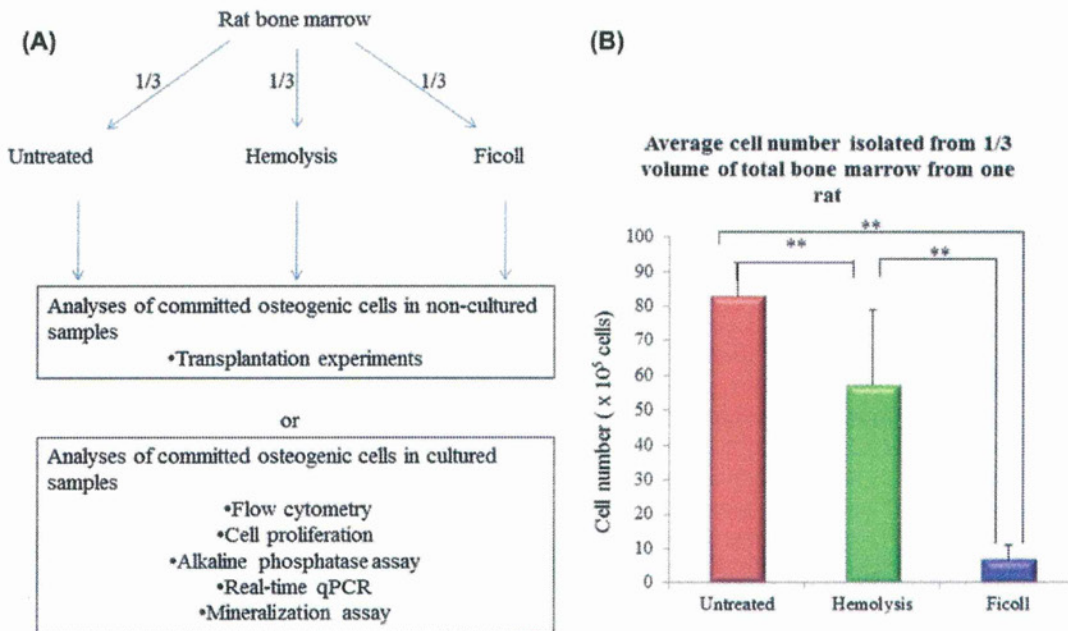 (A)
Rat bone marrow
1/3
1/3
1/3
Untreated
Hemolysis
Ficoll
Analyses of committed osteogenic cells in non-cultured
samples
•Transplantation experiments
or
Analyses of committed osteogenic cells in cultured
samples
•Flow cytometry
•Cell proliferation
•Alkaline phosphatase assay
•Real-time qPCR
•Mineralization assay
(B)
Average cell number isolated from 1/3
volume of total bone marrow from one
rat
**
**
**
Cell number ( x 10⁵ cells)
100
90
80
70
60
50
40
30
20
10
0
Untreated
Hemolysis
Ficoll